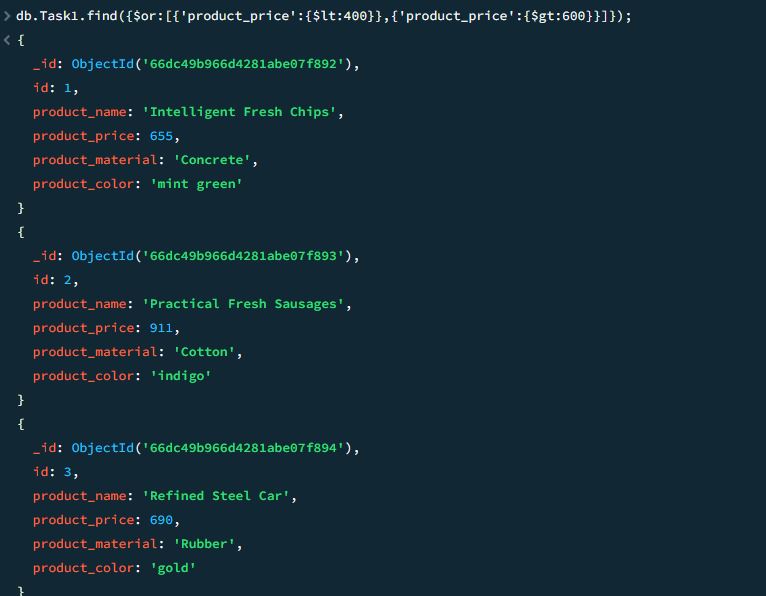 > db.Task1.find({$or:[{'product_price':{$lt:400}},{'product_price':{$gt:600}}]});
< {
_id: ObjectId('66dc49b966d4281abe07f892'),
id: 1,
product_name: 'Intelligent Fresh Chips',
product_price: 655,
product_material: 'Concrete',
product_color: 'mint green'
}
{
_id: ObjectId('66dc49b966d4281abe07f893'),
id: 2,
product_name: 'Practical Fresh Sausages',
product_price: 911,
product_material: 'Cotton',
product_color: 'indigo'
}
{
_id: ObjectId('66dc49b966d4281abe07f894'),
id: 3,
product_name: 'Refined Steel Car',
product_price: 690,
product_material: 'Rubber',
product_color: 'gold'
}